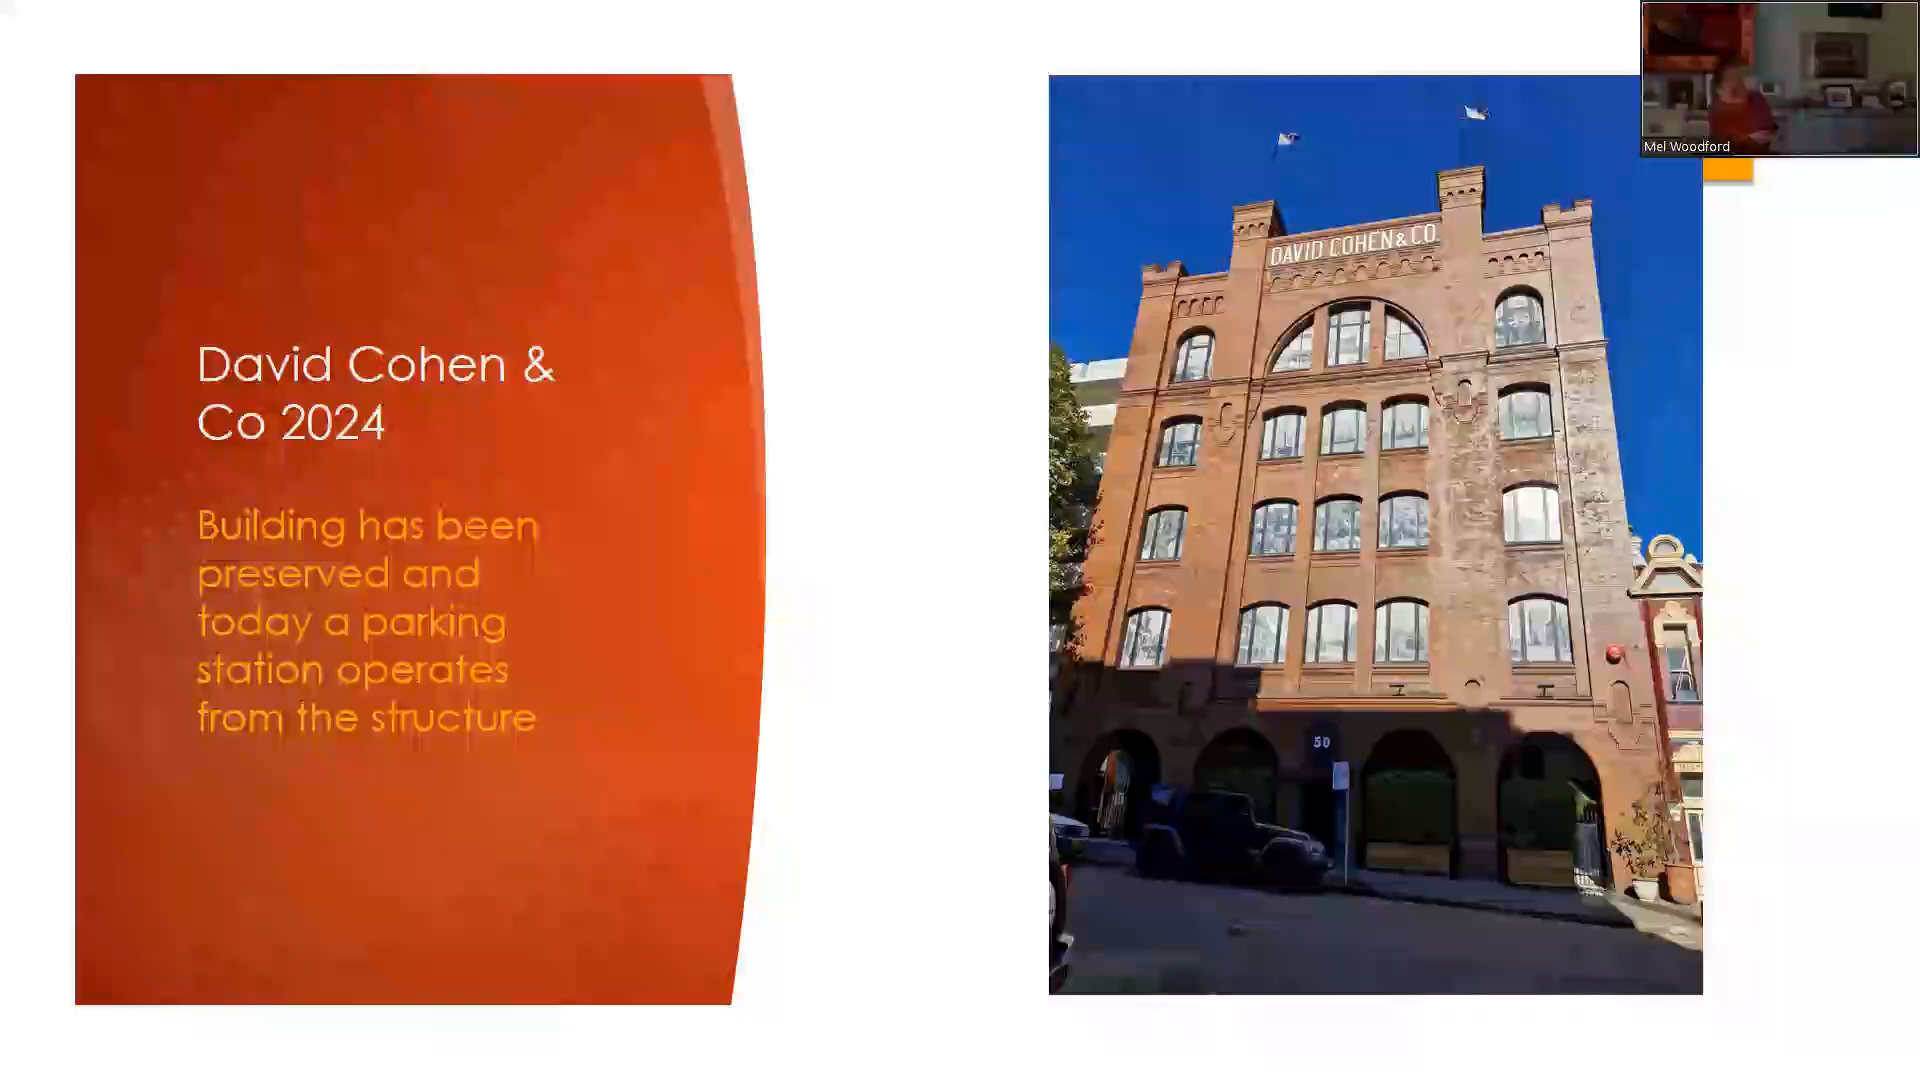 Mel Woodford
David Cohen &
Co 2024
Building has been
preserved and
today a parking
station operates
from the structure
DAVID COHEN & CO
50